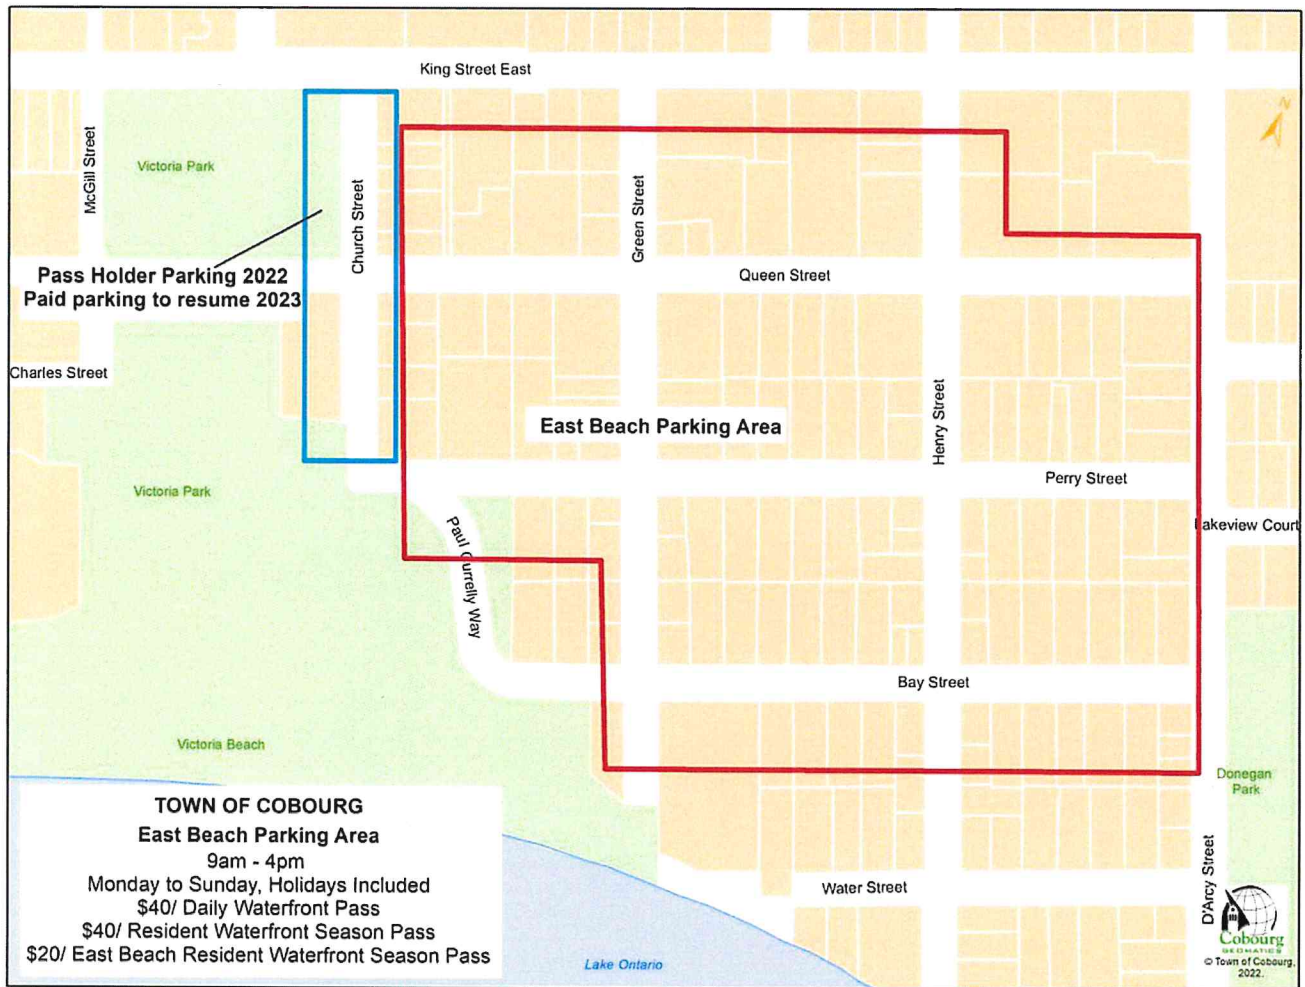 King Street East
N
McGill Street
Victoria Park
Church Street
Green Street
Pass Holder Parking 2022
Paid parking to resume 2023
Queen Street
Charles Street
East Beach Parking Area
Henry Street
Perry Street
Victoria Park
Lakeview Court
Paul Currelly Way
Bay Street
Victoria Beach
Donegan
Park
TOWN OF COBOURG
East Beach Parking Area
9am - 4pm
Monday to Sunday, Holidays Included
$40/ Daily Waterfront Pass
$40/ Resident Waterfront Season Pass
$20/ East Beach Resident Waterfront Season Pass
Water Street
D'Arcy Street
Lake Ontario
Cobourg
GEOMATICS
© Town of Cobourg,
2022.